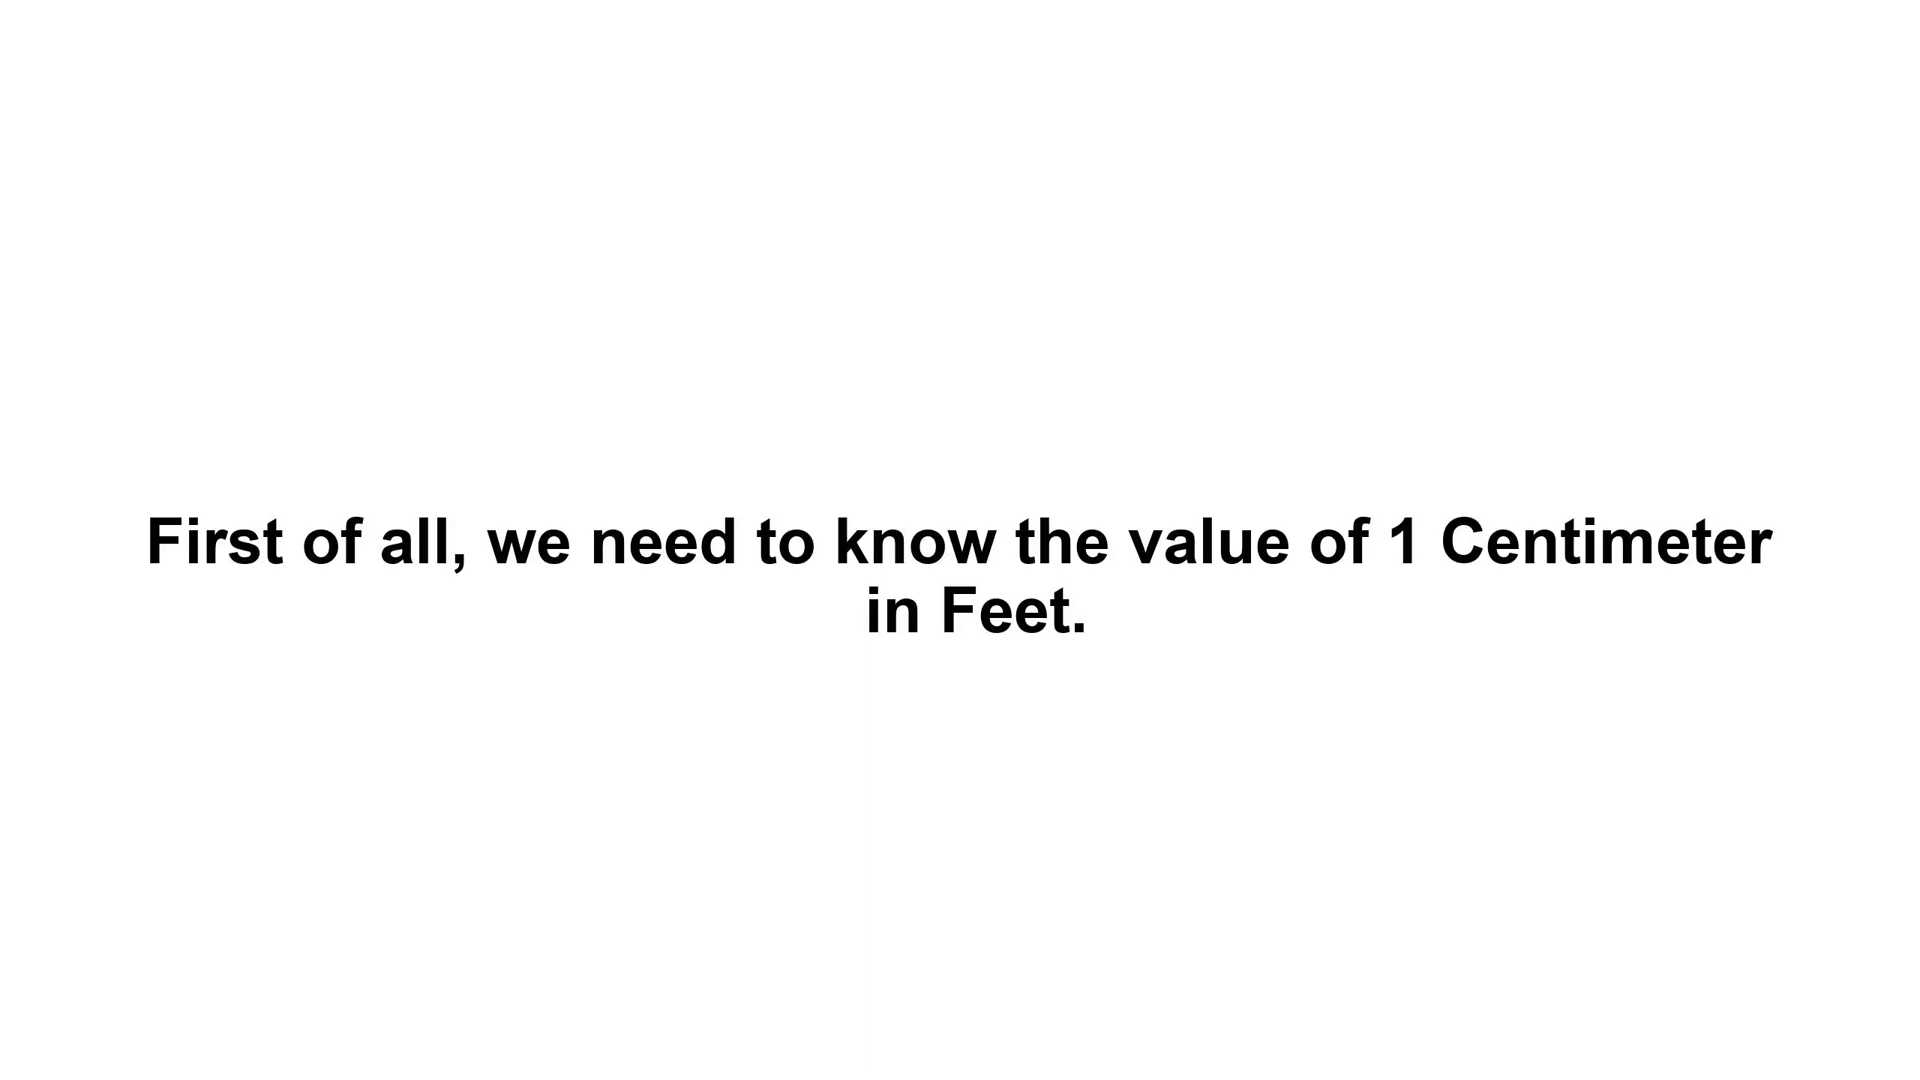 First of all, we need to know the value of 1 Centimeter
in Feet.